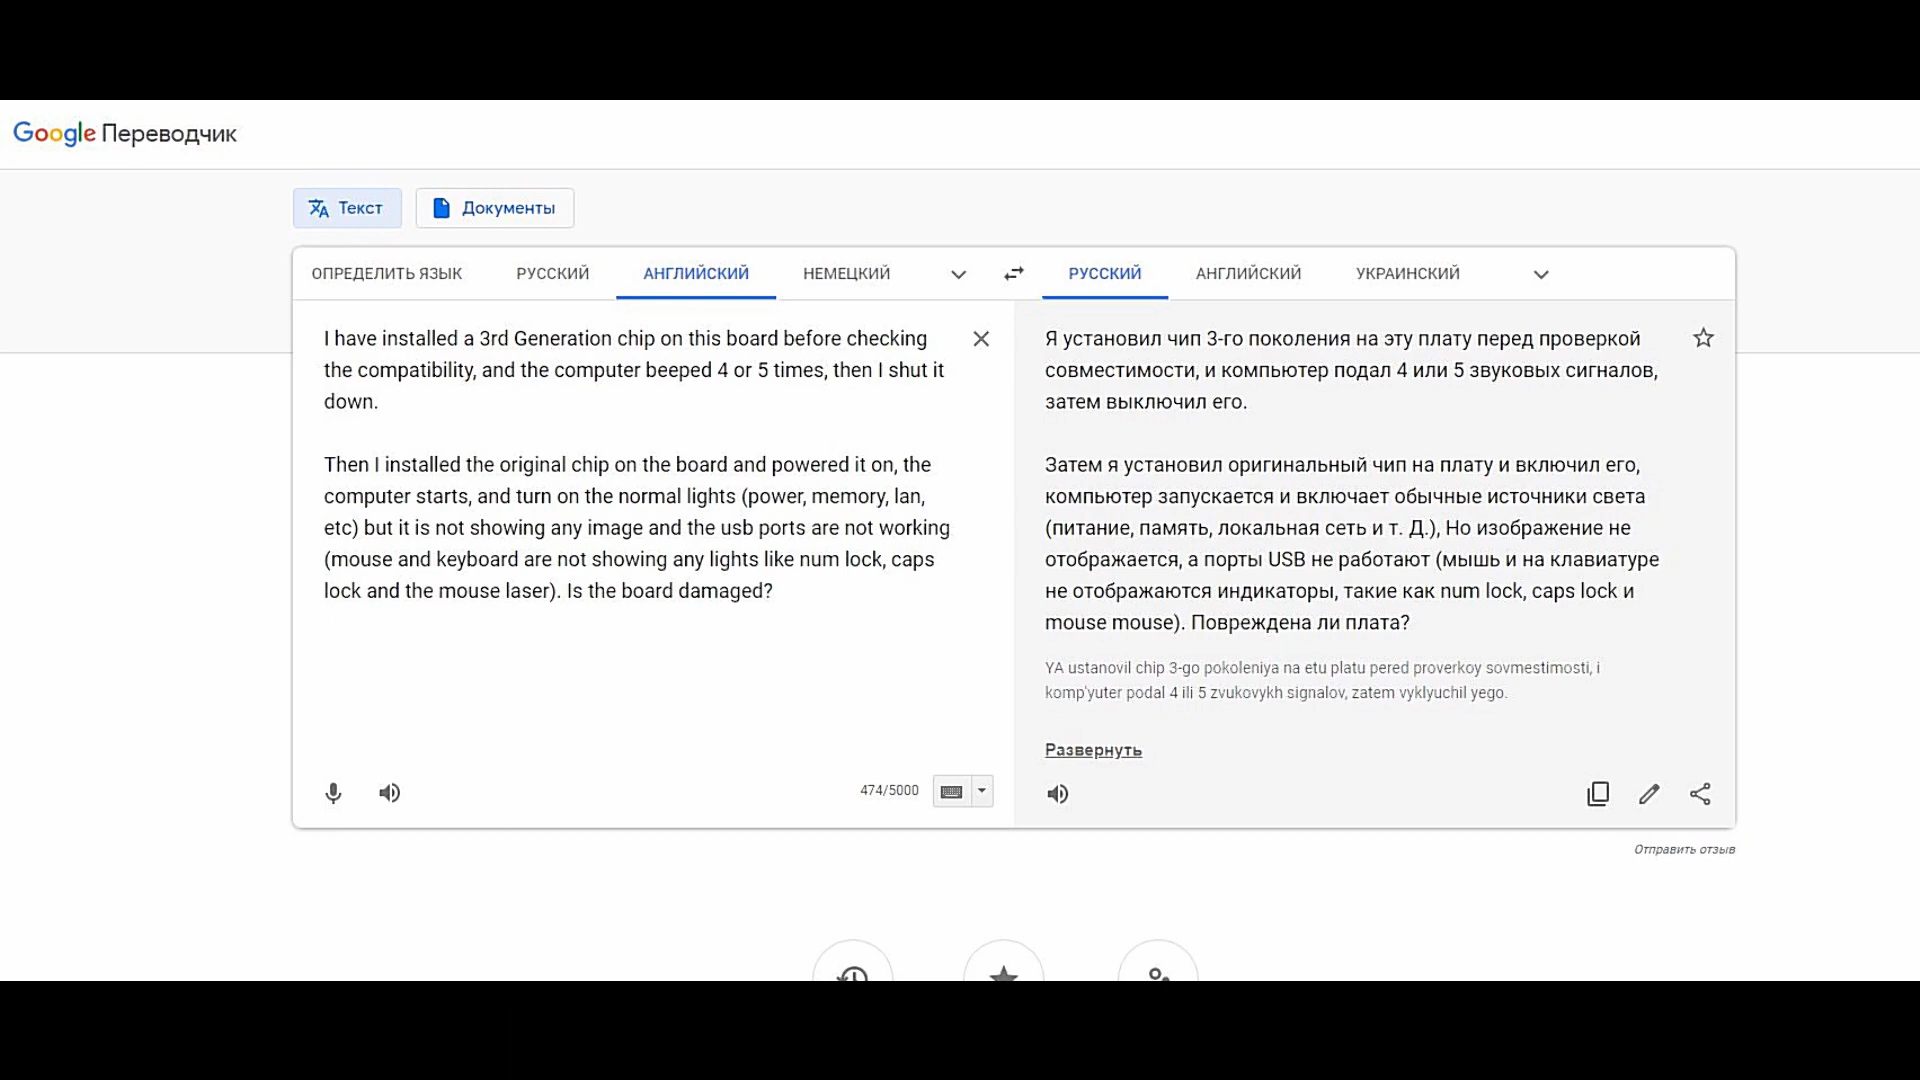 Google Переводчик
Текст
Документы
ОПРЕДЕЛИТЬ ЯЗЫК РУССКИЙ АНГЛИЙСКИЙ НЕМЕЦКИЙ
РУССКИЙ АНГЛИЙСКИЙ УКРАИНСКИЙ
I have installed a 3rd Generation chip on this board before checking
the compatibility, and the computer beeped 4 or 5 times, then I shut it
down.
Then I installed the original chip on the board and powered it on, the
computer starts, and turn on the normal lights (power, memory, lan,
etc) but it is not showing any image and the usb ports are not working
(mouse and keyboard are not showing any lights like num lock, caps
lock and the mouse laser). Is the board damaged?
474/5000
Я установил чип 3-го поколения на эту плату перед проверкой
совместимости, и компьютер подал 4 или 5 звуковых сигналов,
затем выключил его.
Затем я установил оригинальный чип на плату и включил его,
компьютер запускается и включает обычные источники света
(питание, память, локальная сеть и т. Д.), Но изображение не
отображается, а порты USB не работают (мышь и на клавиатуре
не отображаются индикаторы, такие как num lock, caps lock и
mouse mouse). Повреждена ли плата?
YA ustanovil chip 3-go pokoleniya na etu platu pered proverkoy sovmestimosti, i
komp'yuter podal 4 ili 5 zvukovykh signalov, zatem vyklyuchil yego.
Развернуть
Отправить отзыв